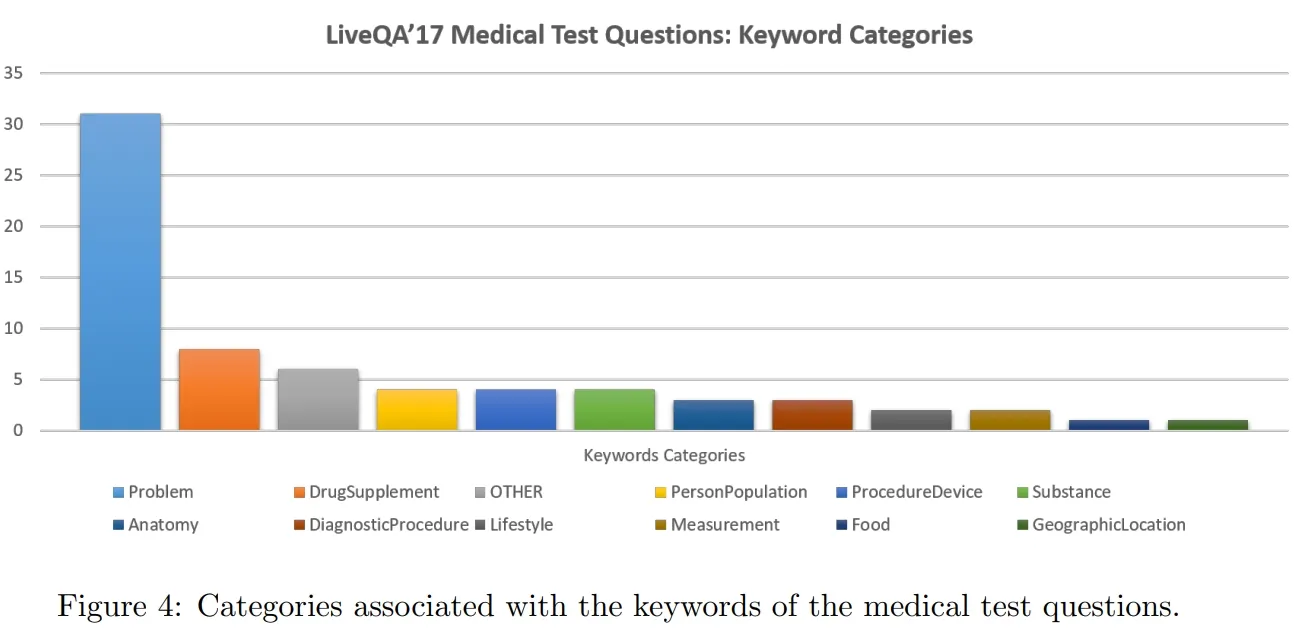 LiveQA’17 Medical Test Questions: Keyword Categories
35
30
25
20
15
10
5
0
Keywords Categories
Problem DrugSupplement OTHER PersonPopulation ProcedureDevice Substance
Anatomy DiagnosticProcedure Lifestyle Measurement Food GeographicLocation
Figure 4: Categories associated with the keywords of the medical test questions.